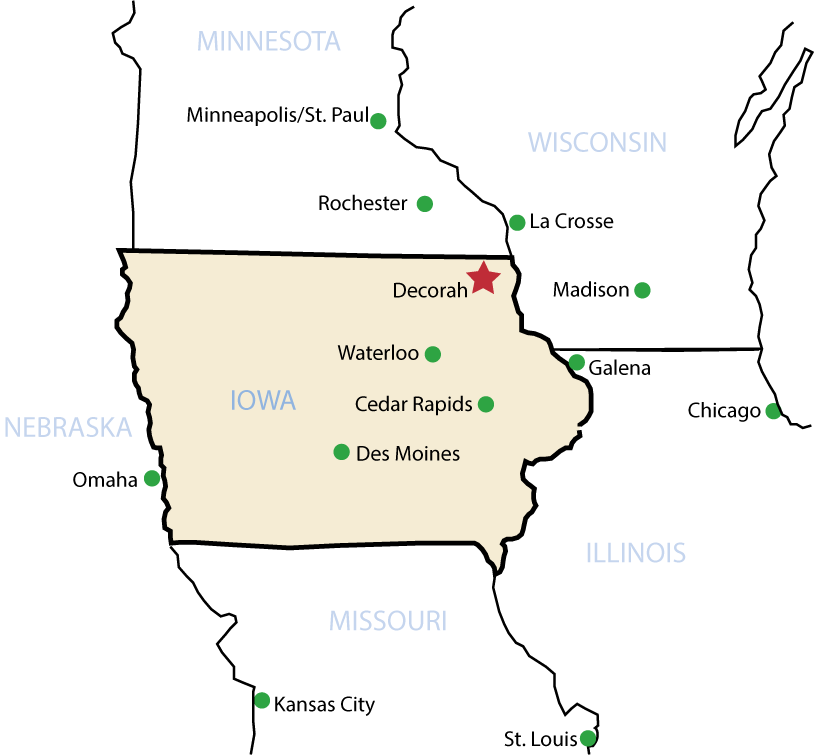 MINNESOTA
Minneapolis/St. Paul
WISCONSIN
Rochester
La Crosse
Decorah
Madison
Waterloo
Galena
IOWA
Cedar Rapids
Chicago
NEBRASKA
Des Moines
Omaha
ILLINOIS
MISSOURI
Kansas City
St. Louis